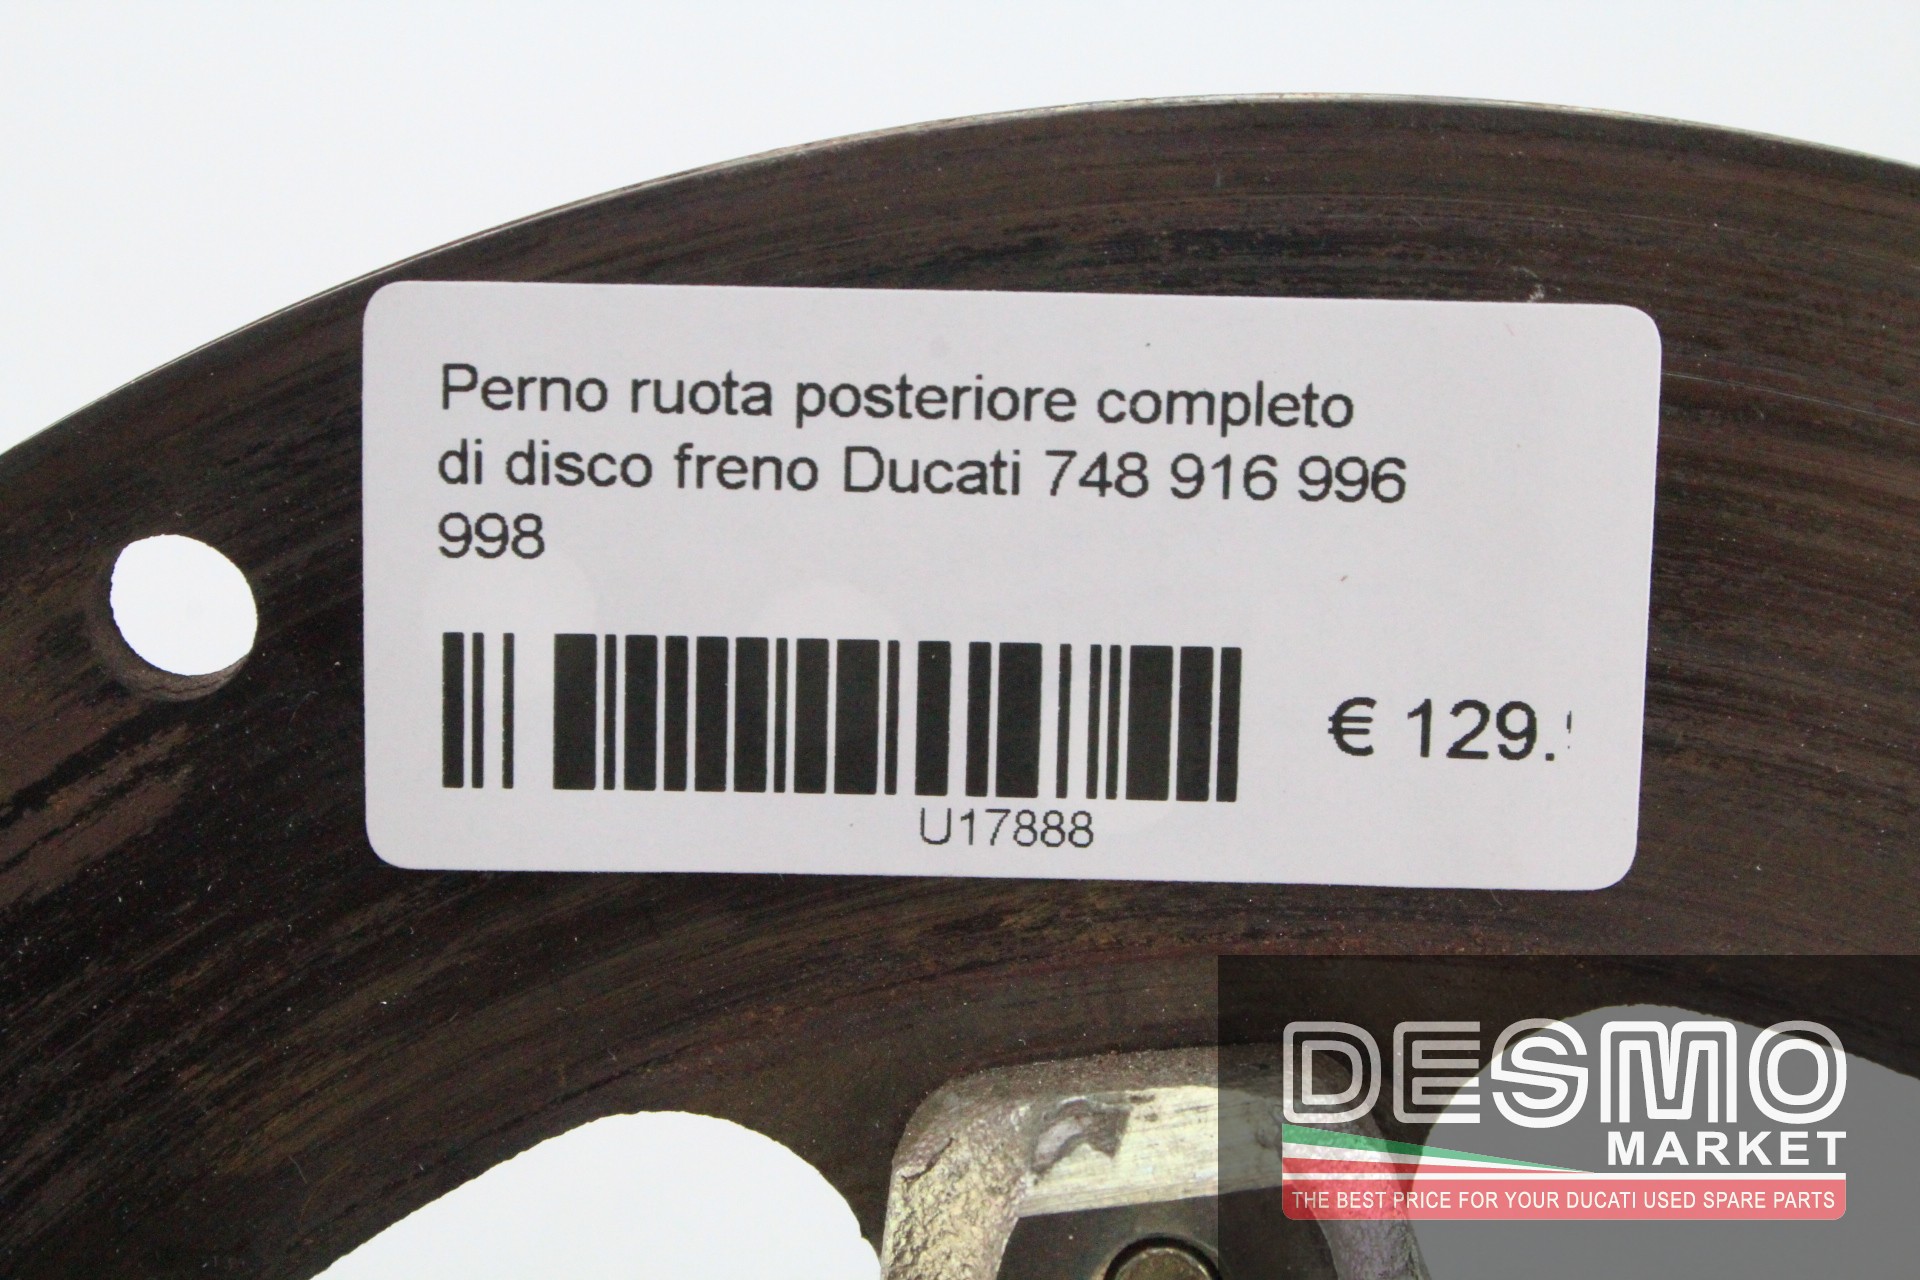 Perno ruota posteriore completo
di disco freno Ducati 748 916 996
998
€ 129.
U17888
DESMO
MARKET
THE BEST PRICE FOR YOUR DUCATI USED SPARE PARTS